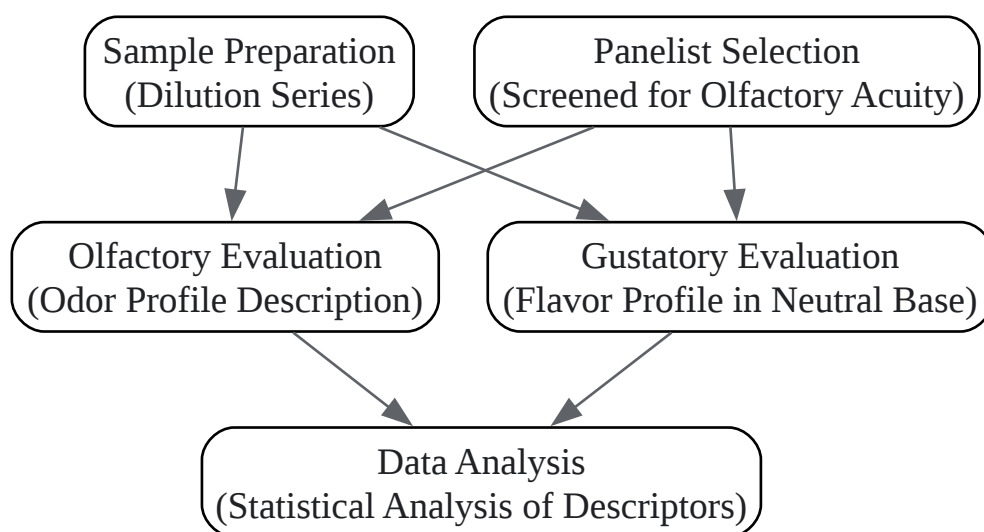 Sample Preparation
(Dilution Series)
Panelist Selection
(Screened for Olfactory Acuity)
Olfactory Evaluation
(Odor Profile Description)
Gustatory Evaluation
(Flavor Profile in Neutral Base)
Data Analysis
(Statistical Analysis of Descriptors)